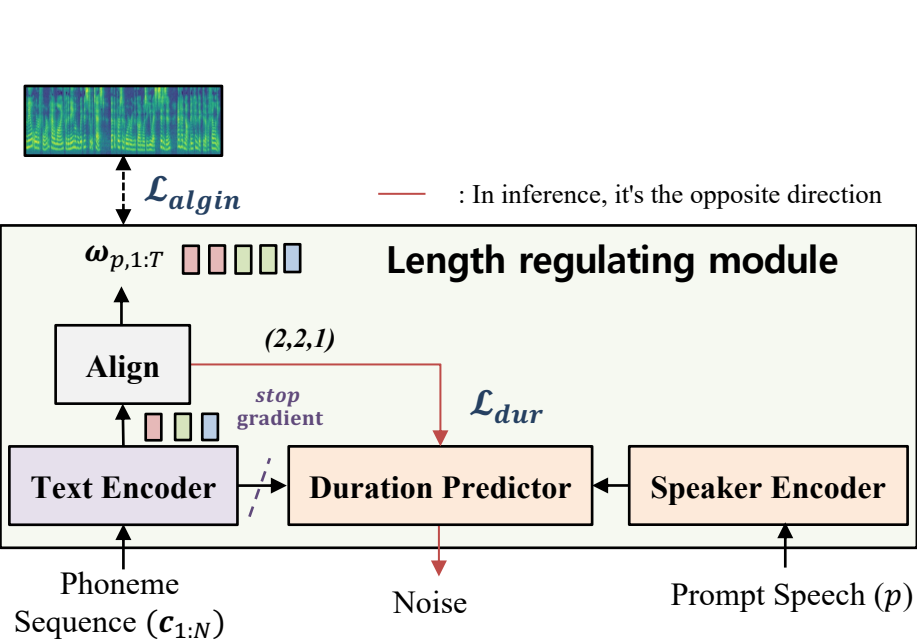 ℒ_algin
: In inference, it's the opposite direction
ω_p,1:T
Length regulating module
Align
(2,2,1)
stop
gradient
ℒ_dur
Text Encoder
Duration Predictor
Speaker Encoder
Phoneme
Sequence (c_1:N)
Noise
Prompt Speech (p)